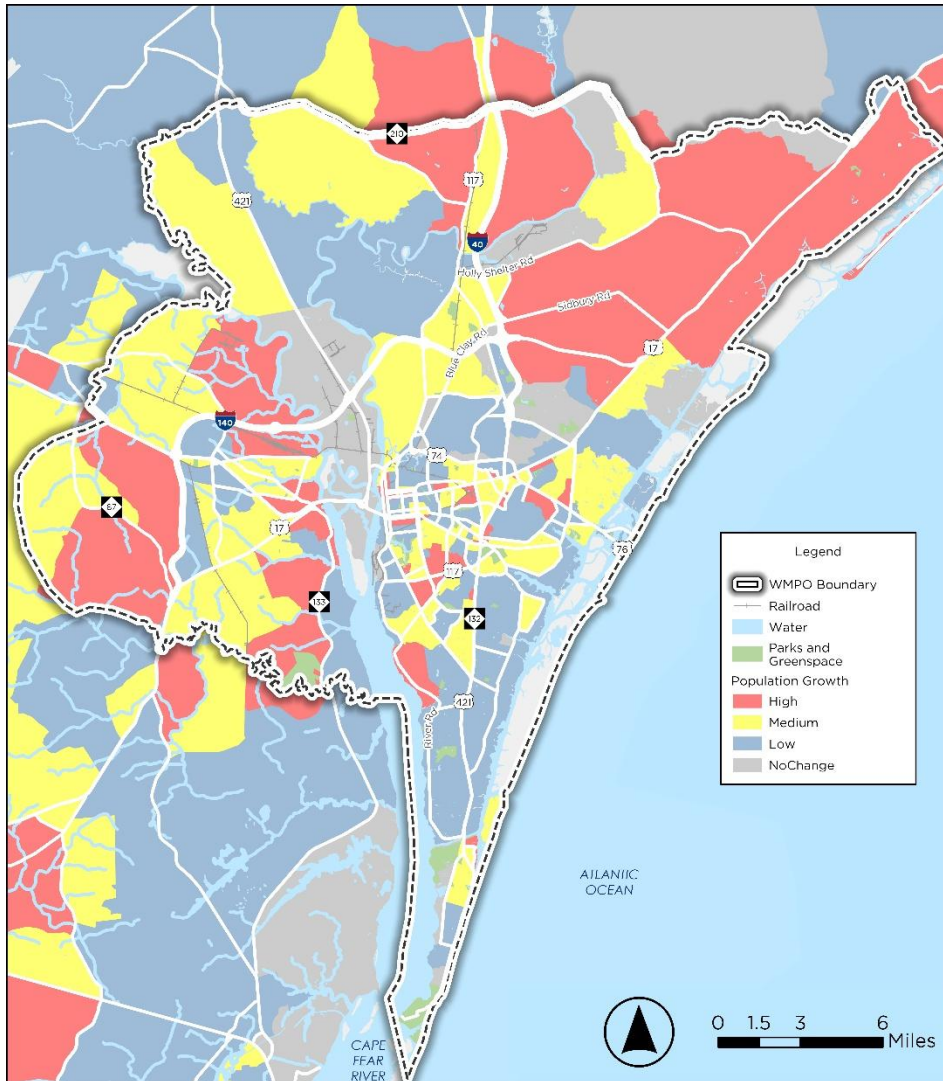 210
421
117
40
Holly Shelter Rd
Sidbury Rd
17
Blue Clay Rd
140
74
87
17
76
117
133
132
421
River Rd
Legend
WMPO Boundary
Railroad
Water
Parks and
Greenspace
Population Growth
High
Medium
Low
NoChange
ATLANTIC
OCEAN
CAPE
FEAR
RIVER
0 1.5 3 6
Miles